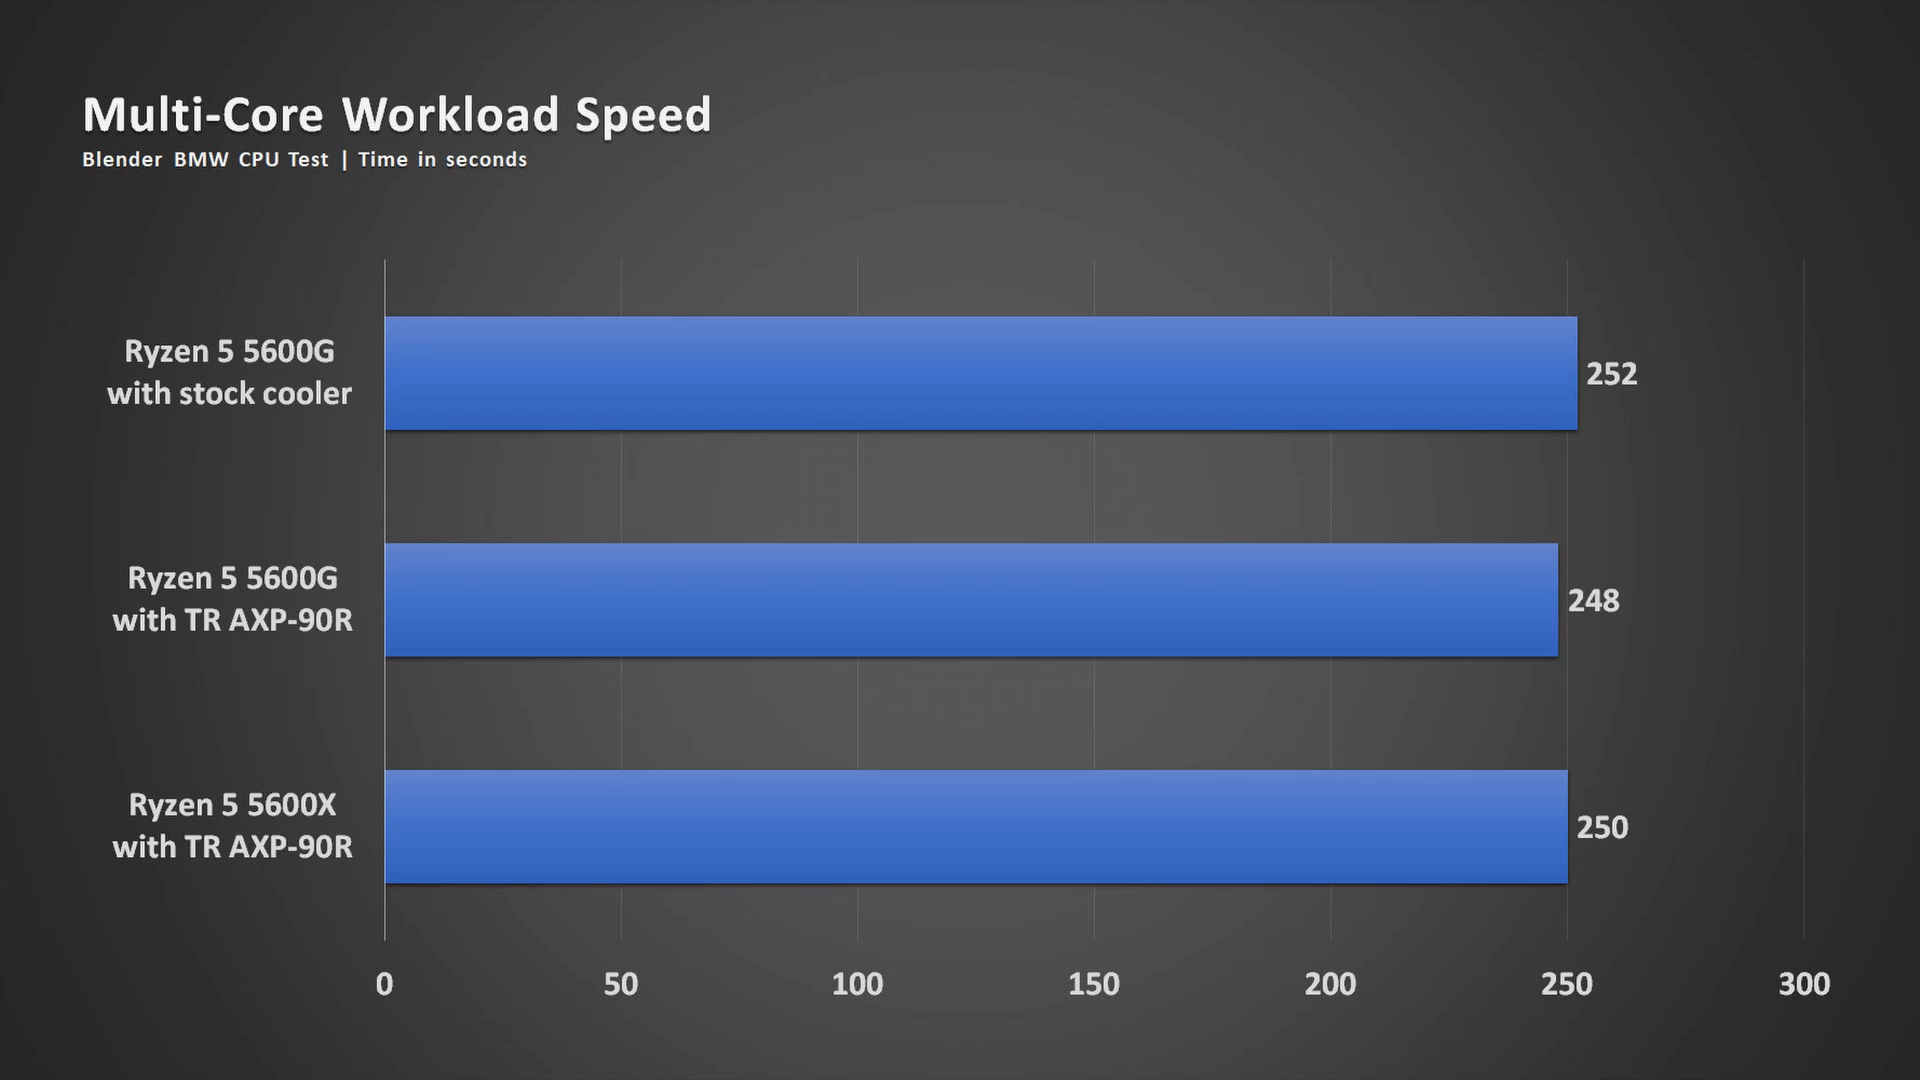 Multi-Core Workload Speed
Blender BMW CPU Test | Time in seconds
Ryzen 5 5600G
with stock cooler
252
Ryzen 5 5600G
with TR AXP-90R
248
Ryzen 5 5600X
with TR AXP-90R
250
0 50 100 150 200 250 300